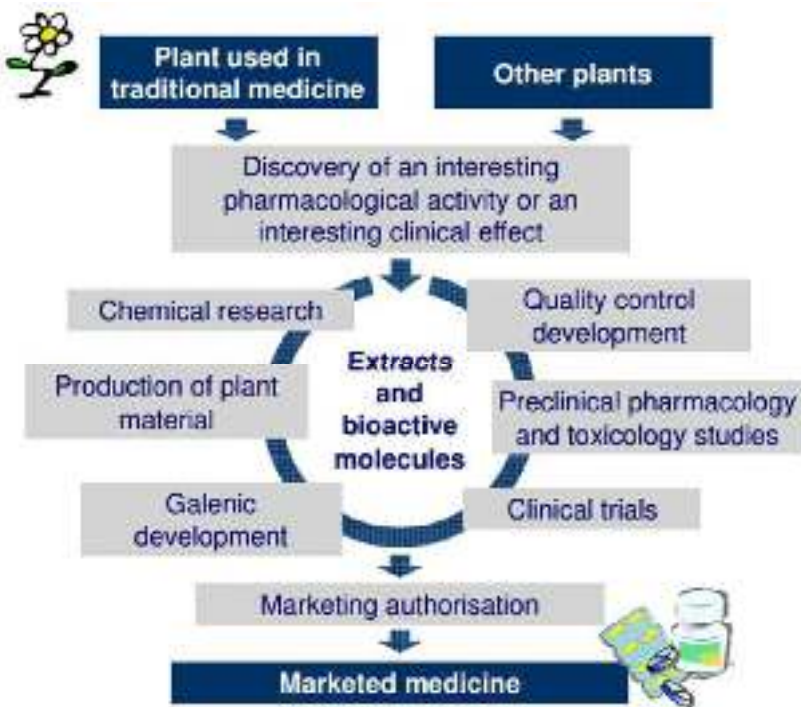 Plant used in
traditional medicine
Other plants
Discovery of an interesting
pharmacological activity or an
interesting clinical effect
Chemical research
Quality control
development
Extracts
and
bioactive
molecules
Production of plant
material
Preclinical pharmacology
and toxicology studies
Galenic
development
Clinical trials
Marketing authorisation
Marketed medicine